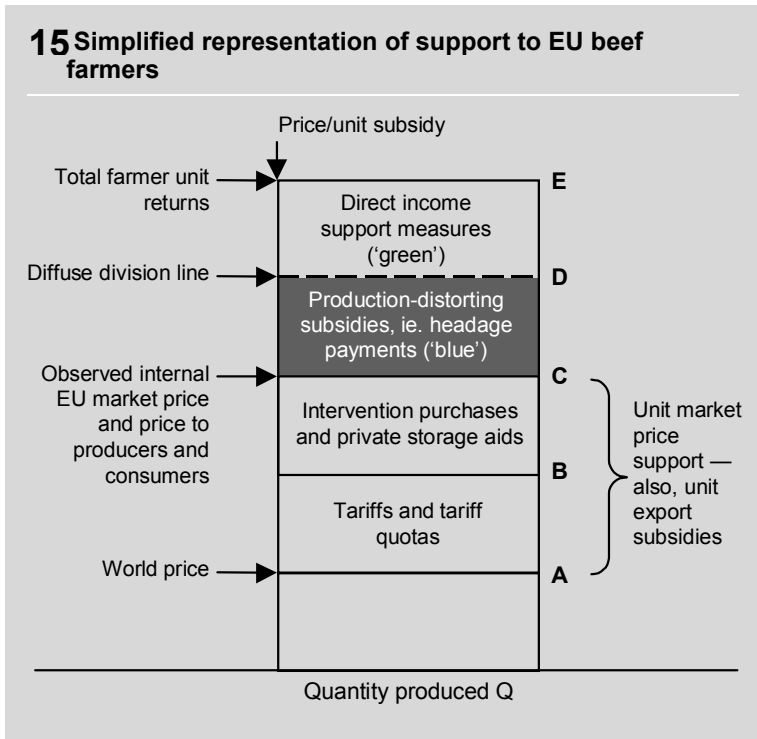 15 Simplified representation of support to EU beef
farmers
Price/unit subsidy
Total farmer unit
returns
E
Direct income
support measures
(‘green’)
Diffuse division line
D
Production-distorting
subsidies, ie. headage
payments (‘blue’)
Observed internal
EU market price
and price to
producers and
consumers
C
Intervention purchases
and private storage aids
Unit market
price
support —
also, unit
export
subsidies
B
Tariffs and tariff
quotas
World price
A
Quantity produced Q